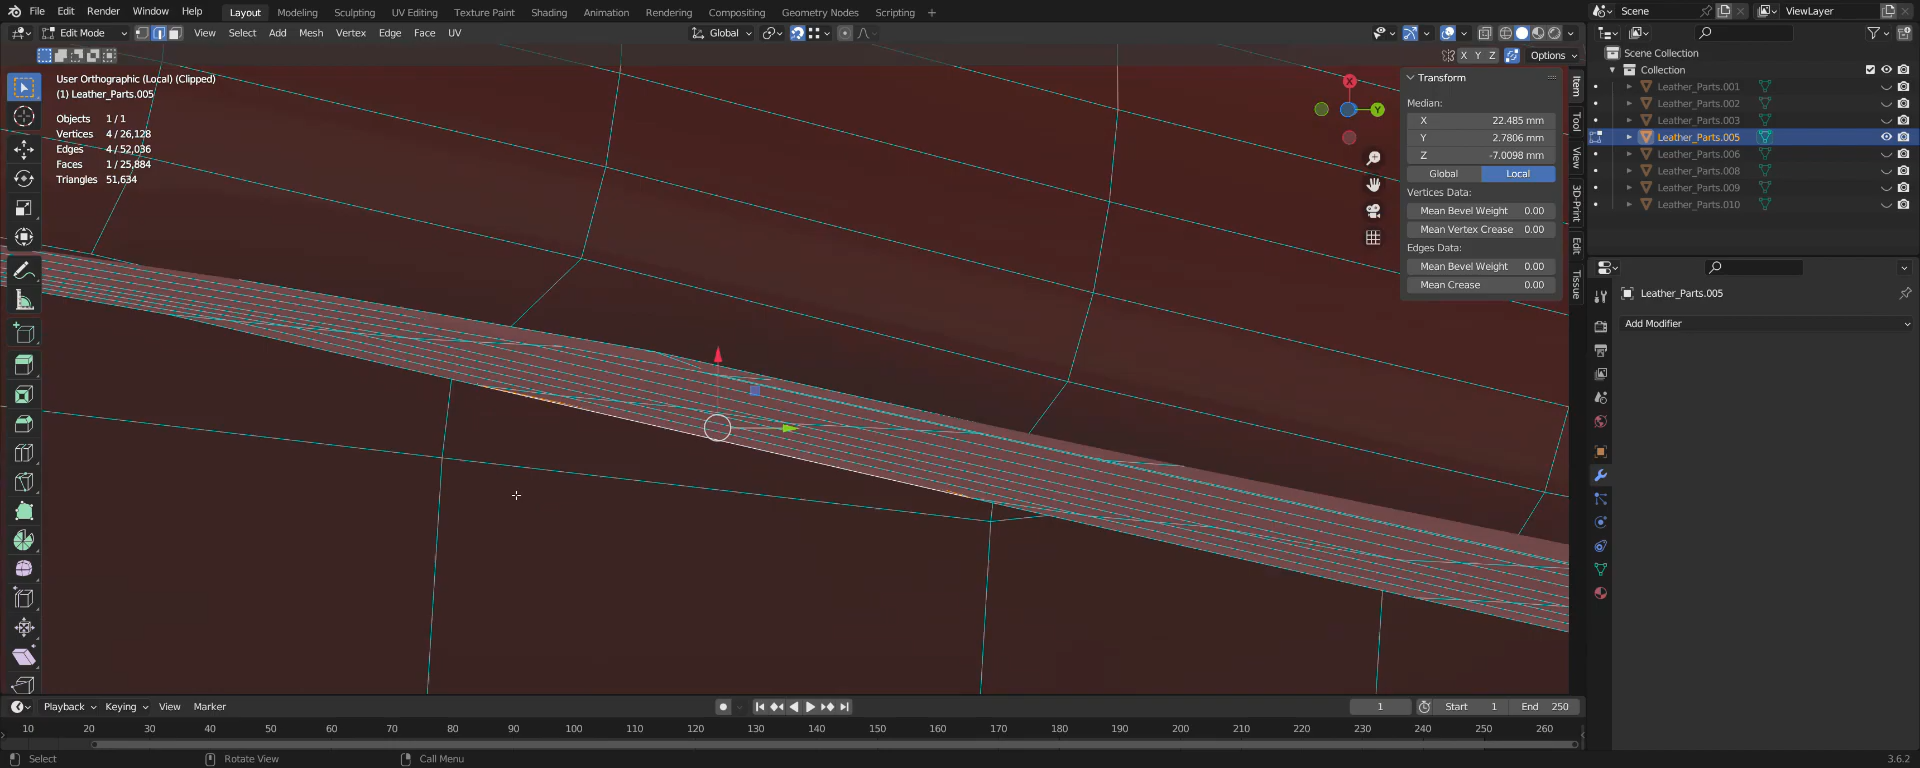 File Edit Render Window Help Layout Modeling Sculpting UV Editing Texture Paint Shading Animation Rendering Compositing Geometry Nodes Scripting + Scene ViewLayer
Edit Mode View Select Add Mesh Vertex Edge Face UV Global
X Y Z Options
User Orthographic (Local) (Clipped)
(1) Leather_Parts.005
Objects 1 / 1
Vertices 4 / 26,128
Edges 4 / 52,036
Faces 1 / 25,884
Triangles 51,634
X
Y
Transform
Median:
X 22.485 mm
Y 2.7806 mm
Z -7.0098 mm
Global Local
Vertices Data:
Mean Bevel Weight 0.00
Mean Vertex Crease 0.00
Edges Data:
Mean Bevel Weight 0.00
Mean Crease 0.00
Item
Tool
View
3D-Print
Edit
Tissue
Scene Collection
Collection
Leather_Parts.001
Leather_Parts.002
Leather_Parts.003
Leather_Parts.005
Leather_Parts.006
Leather_Parts.008
Leather_Parts.009
Leather_Parts.010
Leather_Parts.005
Add Modifier
Playback Keying View Marker 1 Start 1 End 250
10 20 30 40 50 60 70 80 90 100 110 120 130 140 150 160 170 180 190 200 210 220 230 240 250 260
Select Rotate View Call Menu 3.6.2